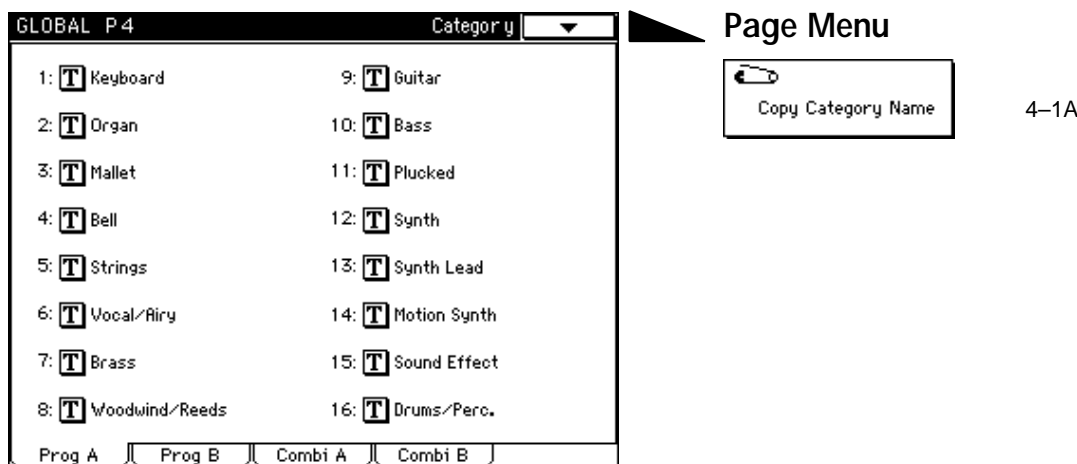 GLOBAL P4 Category
1: T Keyboard
2: T Organ
3: T Mallet
4: T Bell
5: T Strings
6: T Vocal/Airy
7: T Brass
8: T Woodwind/Reeds
9: T Guitar
10: T Bass
11: T Plucked
12: T Synth
13: T Synth Lead
14: T Motion Synth
15: T Sound Effect
16: T Drums/Perc.
Prog A Prog B Combi A Combi B
Page Menu
Copy Category Name 4–1A